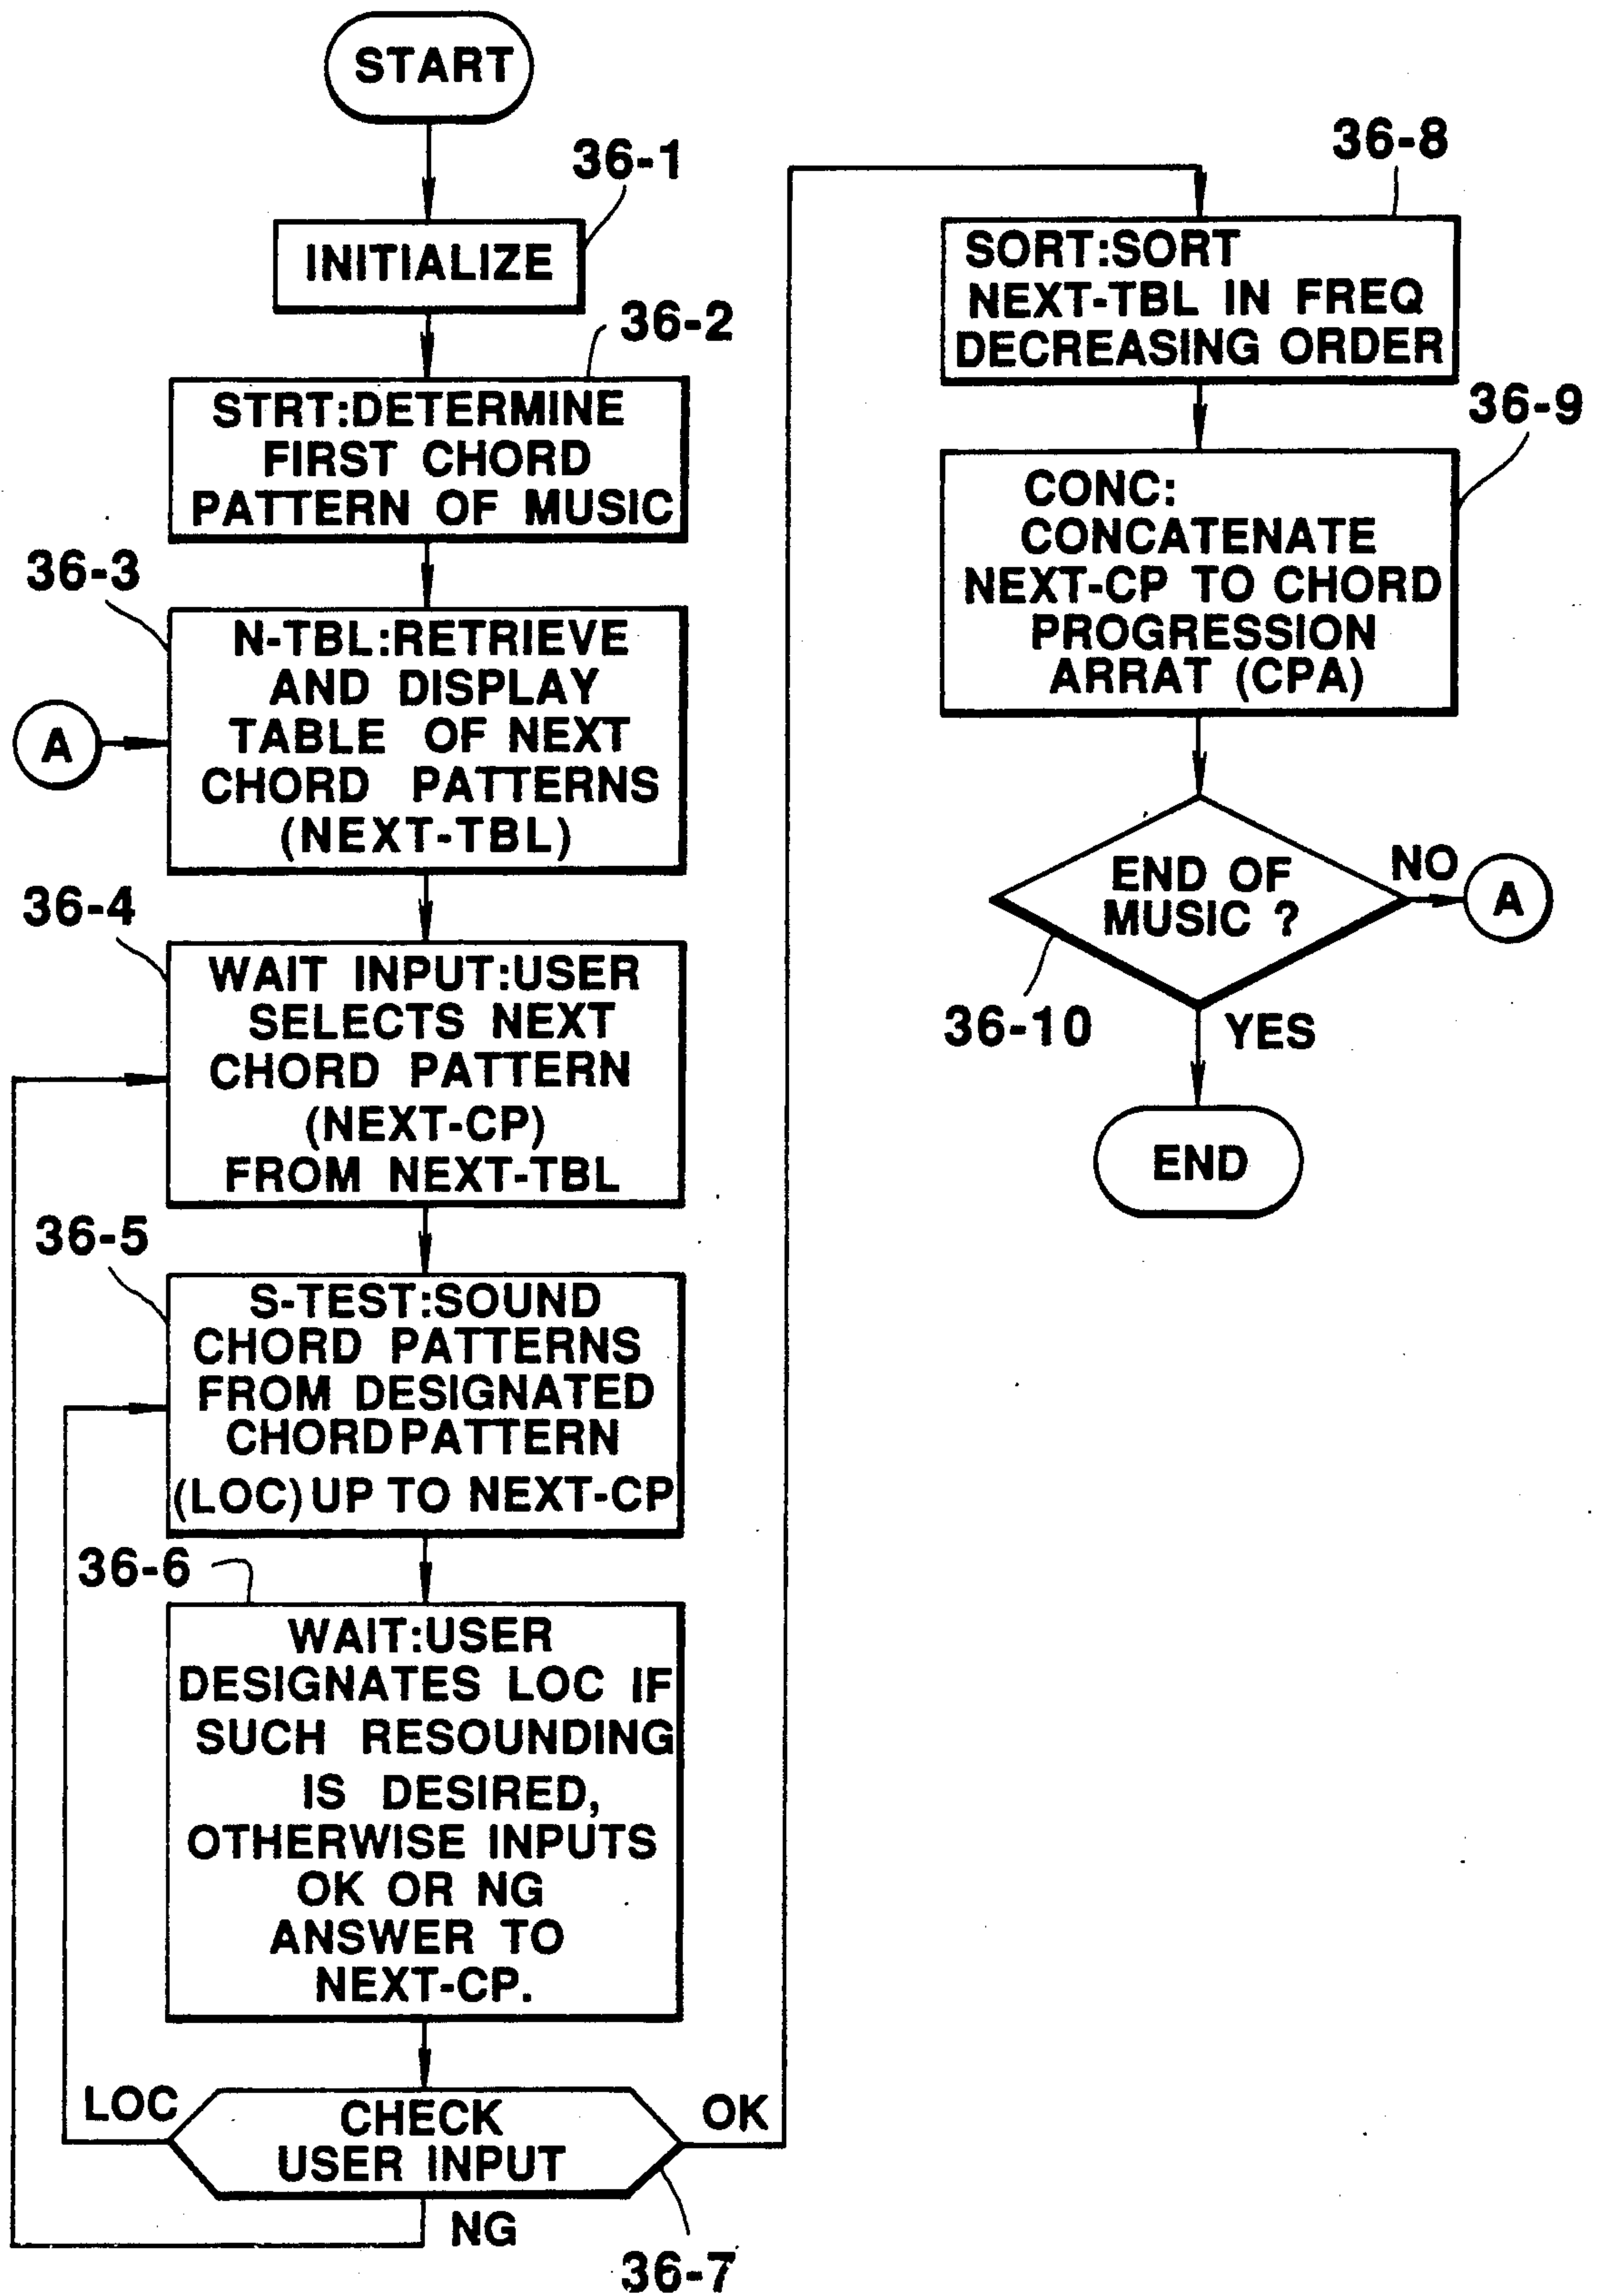 START
36-1
INITIALIZE
36-2
STRT:DETERMINE
FIRST CHORD
PATTERN OF MUSIC
36-3
N-TBL:RETRIEVE
AND DISPLAY
TABLE OF NEXT
CHORD PATTERNS
(NEXT-TBL)
A
36-4
WAIT INPUT:USER
SELECTS NEXT
CHORD PATTERN
(NEXT-CP)
FROM NEXT-TBL
36-5
S-TEST:SOUND
CHORD PATTERNS
FROM DESIGNATED
CHORD PATTERN
(LOC) UP TO NEXT-CP
36-6
WAIT:USER
DESIGNATES LOC IF
SUCH RESOUNDING
IS DESIRED,
OTHERWISE INPUTS
OK OR NG
ANSWER TO
NEXT-CP.
LOC
CHECK
USER INPUT
OK
NG
36-7
36-8
SORT:SORT
NEXT-TBL IN FREQ
DECREASING ORDER
36-9
CONC:
CONCATENATE
NEXT-CP TO CHORD
PROGRESSION
ARRAT (CPA)
END OF
MUSIC ?
NO
A
36-10
YES
END